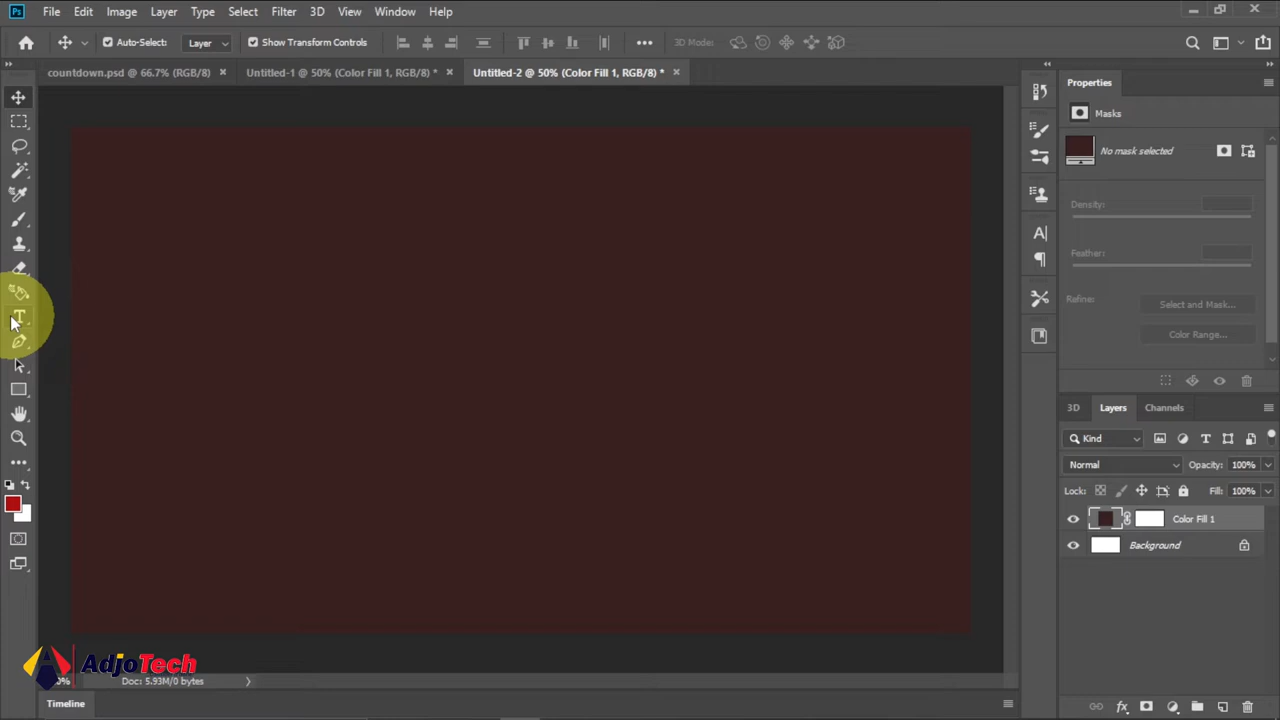 Ps File Edit Image Layer Type Select Filter 3D View Window Help
Auto-Select: Layer Show Transform Controls 3D Mode:
countdown.psd @ 66.7% (RGB/8) × Untitled-1 @ 50% (Color Fill 1, RGB/8) * × Untitled-2 @ 50% (Color Fill 1, RGB/8) * ×
Properties
Masks
No mask selected
Density:
Feather:
Refine: Select and Mask...
Color Range...
3D Layers Channels
Kind
Normal Opacity: 100%
Lock: Fill: 100%
Color Fill 1
Background
AdjoTech
0% Doc: 5.93M/0 bytes
Timeline